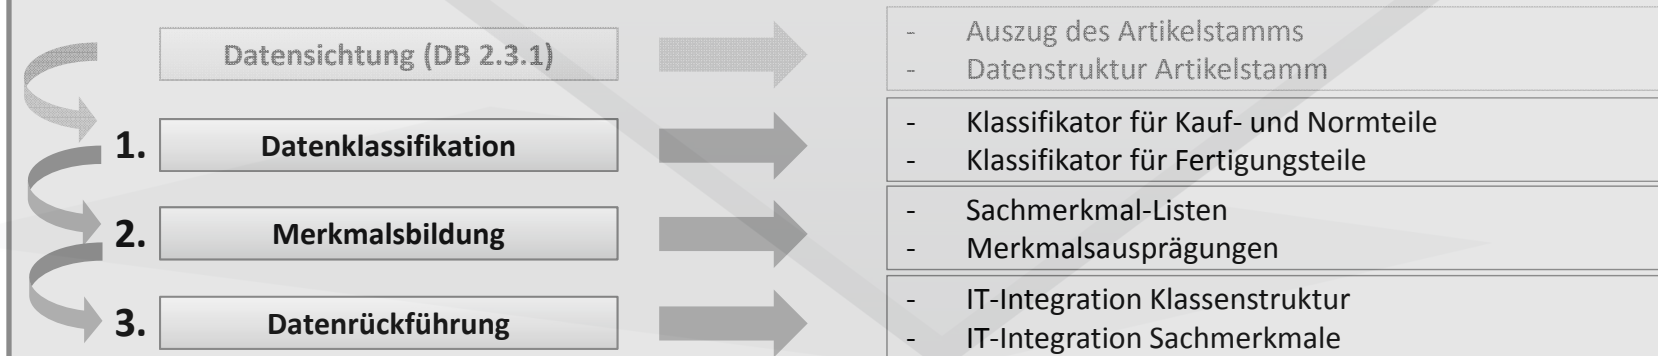 Datensichtung (DB 2.3.1)
- Auszug des Artikelstamms
- Datenstruktur Artikelstamm
1. Datenklassifikation
- Klassifikator für Kauf- und Normteile
- Klassifikator für Fertigungsteile
2. Merkmalsbildung
- Sachmerkmal-Listen
- Merkmalsausprägungen
3. Datenrückführung
- IT-Integration Klassenstruktur
- IT-Integration Sachmerkmale